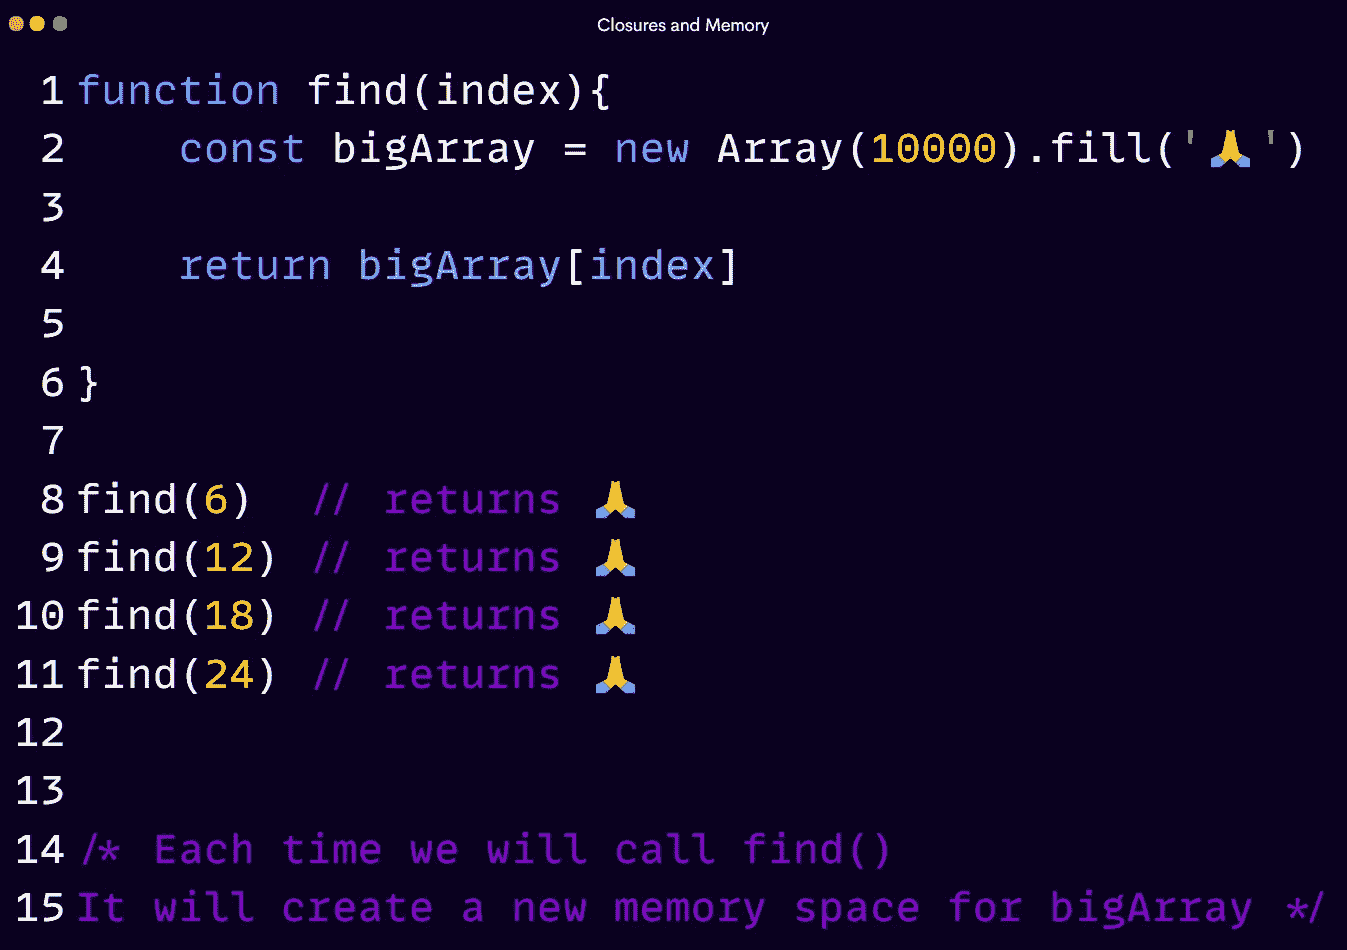 Closures and Memory
1 function find(index){
2     const bigArray = new Array(10000).fill('🙏')
3
4     return bigArray[index]
5
6 }
7
8 find(6)  // returns 🙏
9 find(12) // returns 🙏
10 find(18) // returns 🙏
11 find(24) // returns 🙏
12
13
14 /* Each time we will call find()
15 It will create a new memory space for bigArray */